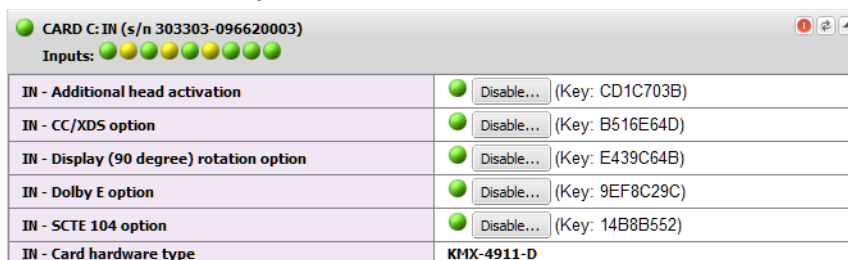 CARD C: IN (s/n 303303-096620003)
Inputs:
IN - Additional head activation Disable... (Key: CD1C703B)
IN - CC/XDS option Disable... (Key: B516E64D)
IN - Display (90 degree) rotation option Disable... (Key: E439C64B)
IN - Dolby E option Disable... (Key: 9EF8C29C)
IN - SCTE 104 option Disable... (Key: 14B8B552)
IN - Card hardware type KMX-4911-D